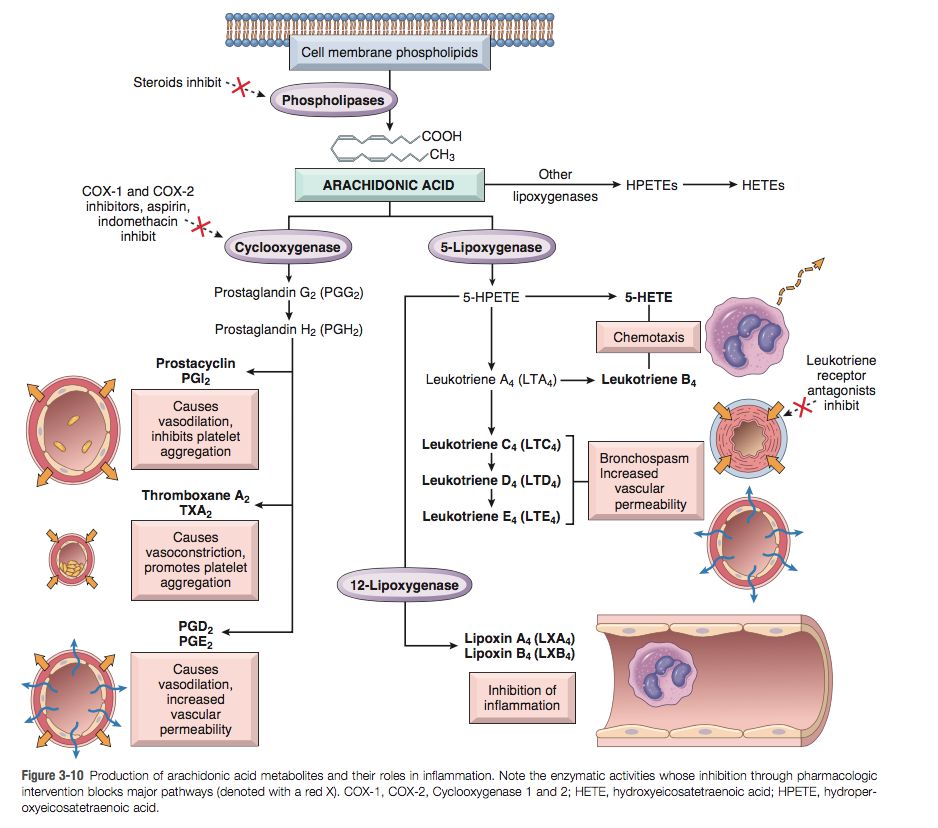 Cell membrane phospholipids
Steroids inhibit
Phospholipases
COOH
CH3
ARACHIDONIC ACID
Other
lipoxygenases
HPETEs
HETEs
COX-1 and COX-2
inhibitors, aspirin,
indomethacin
inhibit
Cyclooxygenase
5-Lipoxygenase
Prostaglandin G2 (PGG2)
Prostaglandin H2 (PGH2)
5-HPETE
5-HETE
Chemotaxis
Leukotriene A4 (LTA4)
Leukotriene B4
Leukotriene
receptor
antagonists
inhibit
Prostacyclin
PGI2
Causes
vasodilation,
inhibits platelet
aggregation
Leukotriene C4 (LTC4)
Leukotriene D4 (LTD4)
Leukotriene E4 (LTE4)
Bronchospasm
Increased
vascular
permeability
Thromboxane A2
TXA2
Causes
vasoconstriction,
promotes platelet
aggregation
12-Lipoxygenase
PGD2
PGE2
Causes
vasodilation,
increased
vascular
permeability
Lipoxin A4 (LXA4)
Lipoxin B4 (LXB4)
Inhibition of
inflammation
Figure 3-10 Production of arachidonic acid metabolites and their roles in inflammation. Note the enzymatic activities whose inhibition through pharmacologic
intervention blocks major pathways (denoted with a red X). COX-1, COX-2, Cyclooxygenase 1 and 2; HETE, hydroxyeicosatetraenoic acid; HPETE, hydroper-
oxyeicosatetraenoic acid.